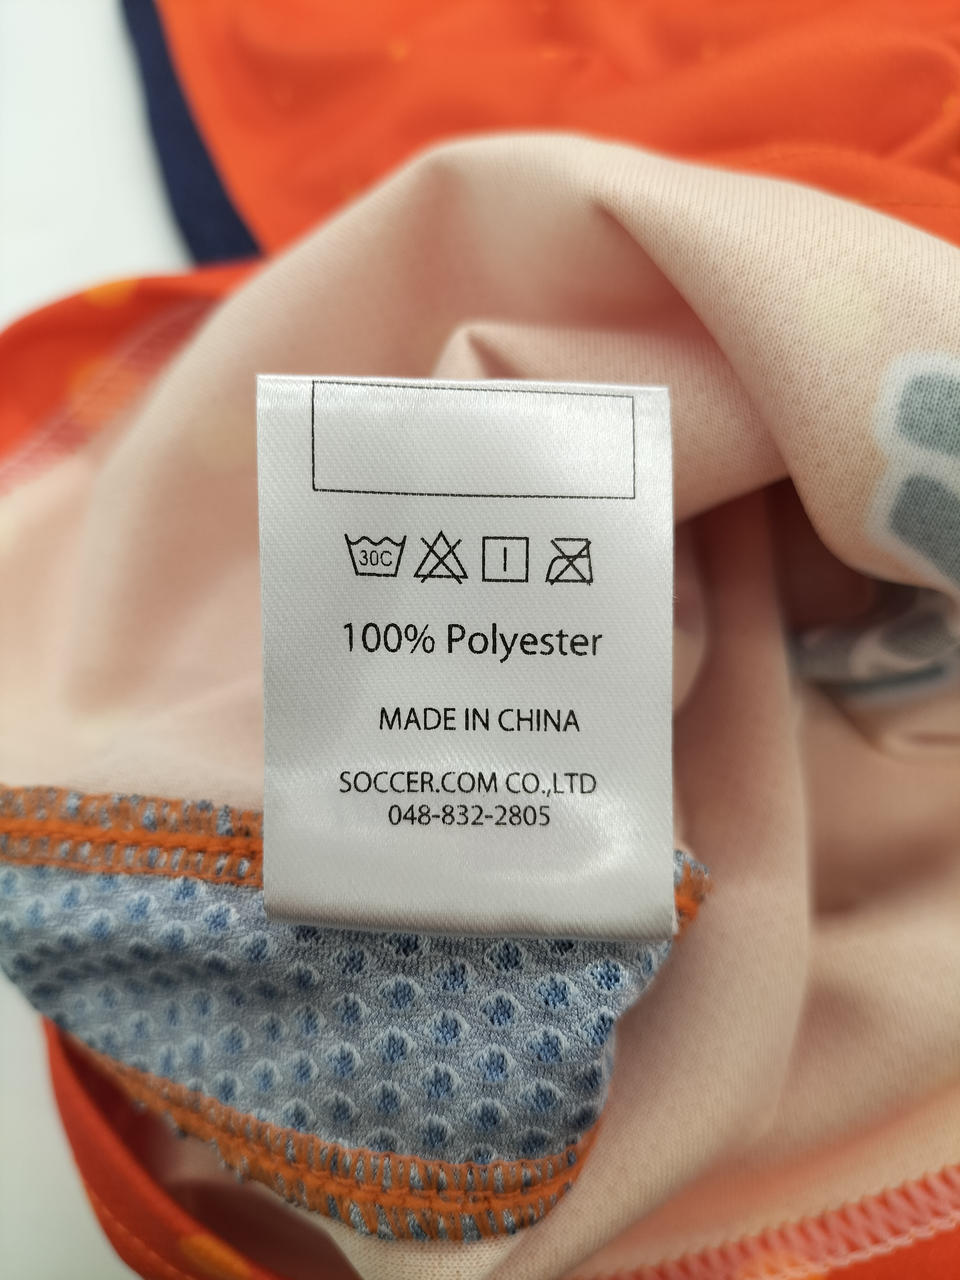 30C
100% Polyester
MADE IN CHINA
SOCCER.COM CO.,LTD
048-832-2805